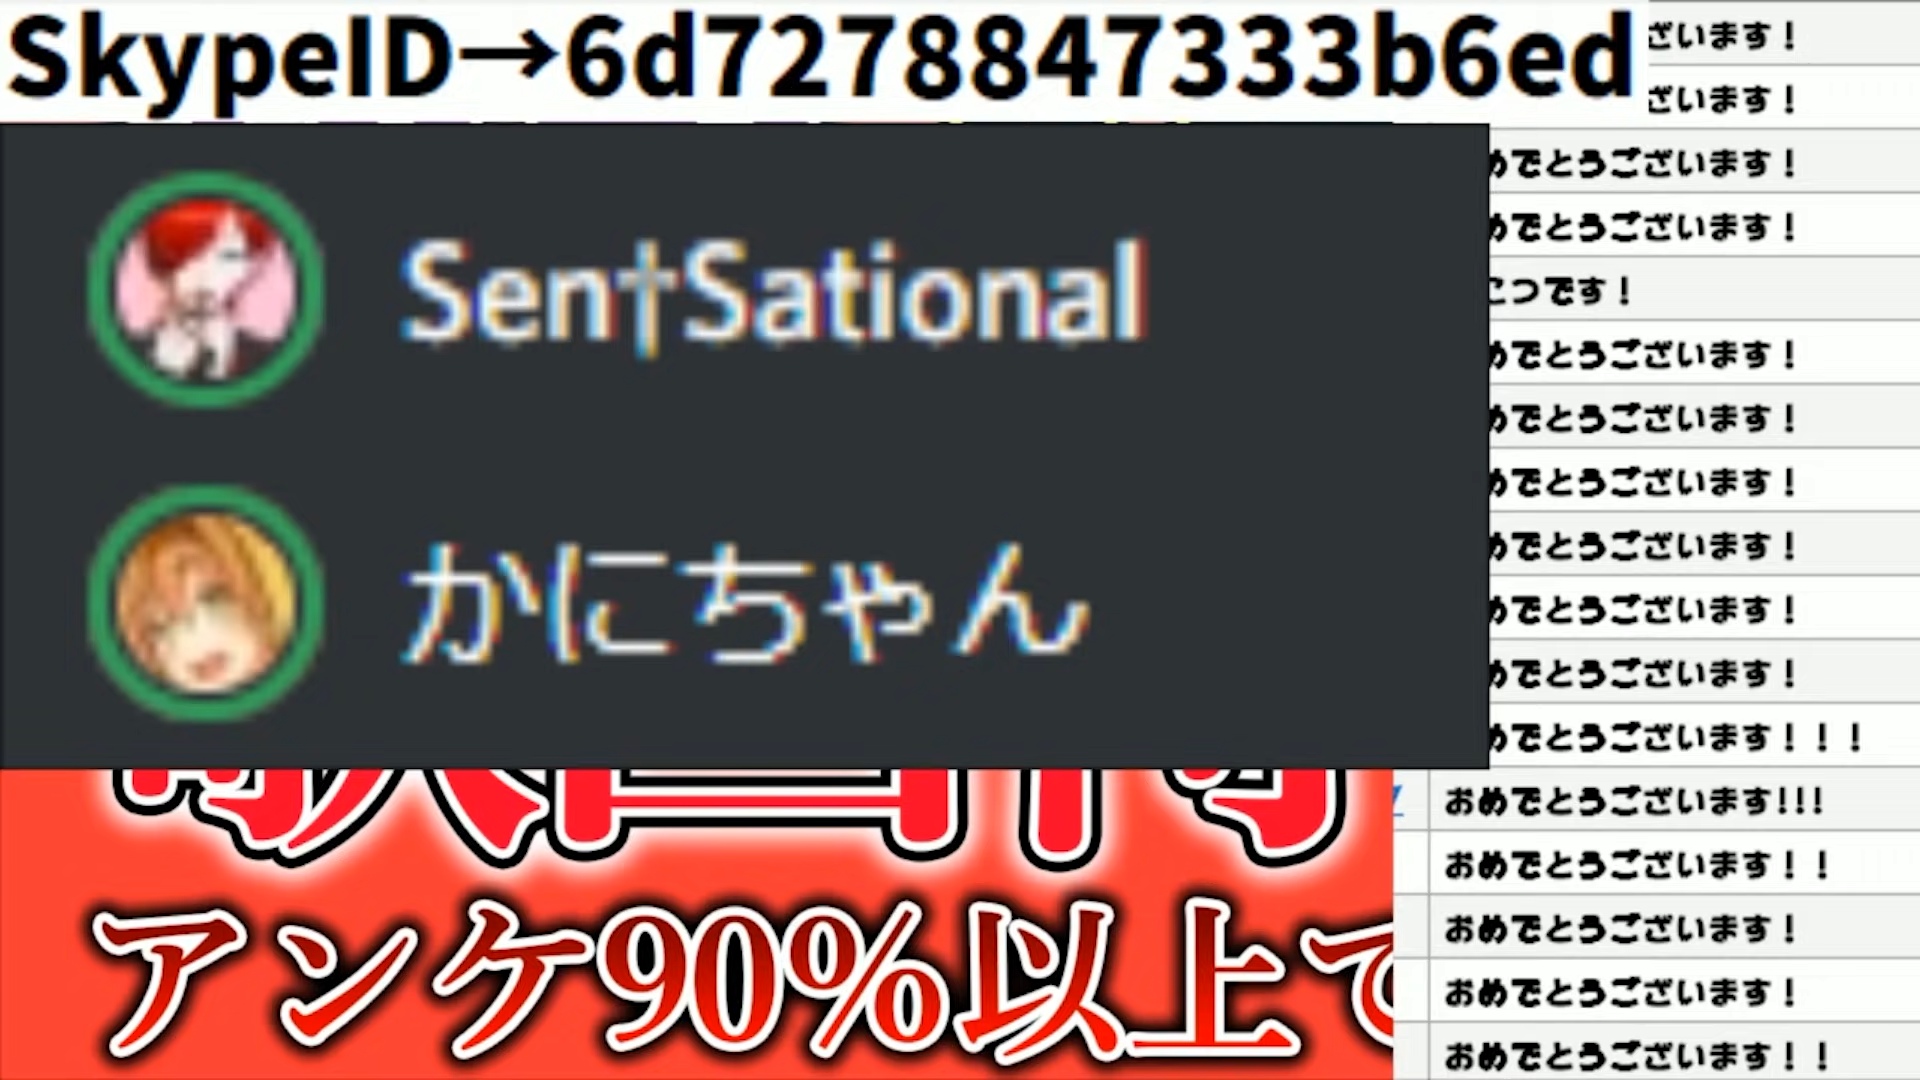 SkypeID→6d7278847333b6ed
Sen†Sational
かにちゃん
アンケ90%以上で
ざいます！
ざいます！
めでとうございます！
めでとうございます！
こつです！
めでとうございます！
めでとうございます！
めでとうございます！
めでとうございます！
めでとうございます！
めでとうございます！
めでとうございます！！！
おめでとうございます!!!
おめでとうございます！！
おめでとうございます！
おめでとうございます！
おめでとうございます！！